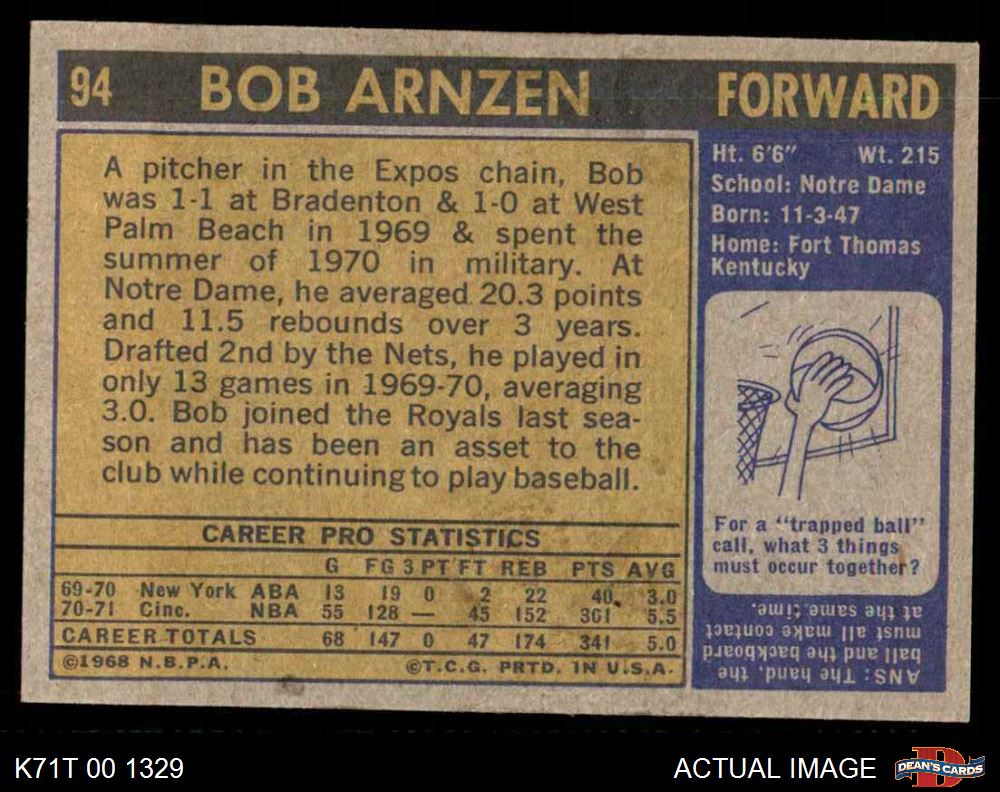 94 BOB ARNZEN FORWARD
A pitcher in the Expos chain, Bob
was 1-1 at Bradenton & 1-0 at West
Palm Beach in 1969 & spent the
summer of 1970 in military. At
Notre Dame, he averaged 20.3 points
and 11.5 rebounds over 3 years.
Drafted 2nd by the Nets, he played in
only 13 games in 1969-70, averaging
3.0. Bob joined the Royals last sea-
son and has been an asset to the
club while continuing to play baseball.
CAREER PRO STATISTICS
G FG 3 PT FT REB PTS AVG
69-70 New York ABA 13 19 0 2 22 40 3.0
70-71 Cinc. NBA 55 128 — 45 152 301 5.5
CAREER TOTALS 68 147 0 47 174 341 5.0
©1968 N.B.P.A. ©T.C.G. PRTD. IN U.S.A.
Ht. 6'6" Wt. 215
School: Notre Dame
Born: 11-3-47
Home: Fort Thomas
Kentucky
For a "trapped ball"
call, what 3 things
must occur together?
ANS: The hand, the
ball and the backboard
must all make contact
at the same time.
K71T 00 1329
ACTUAL IMAGE
D
DEAN'S CARDS